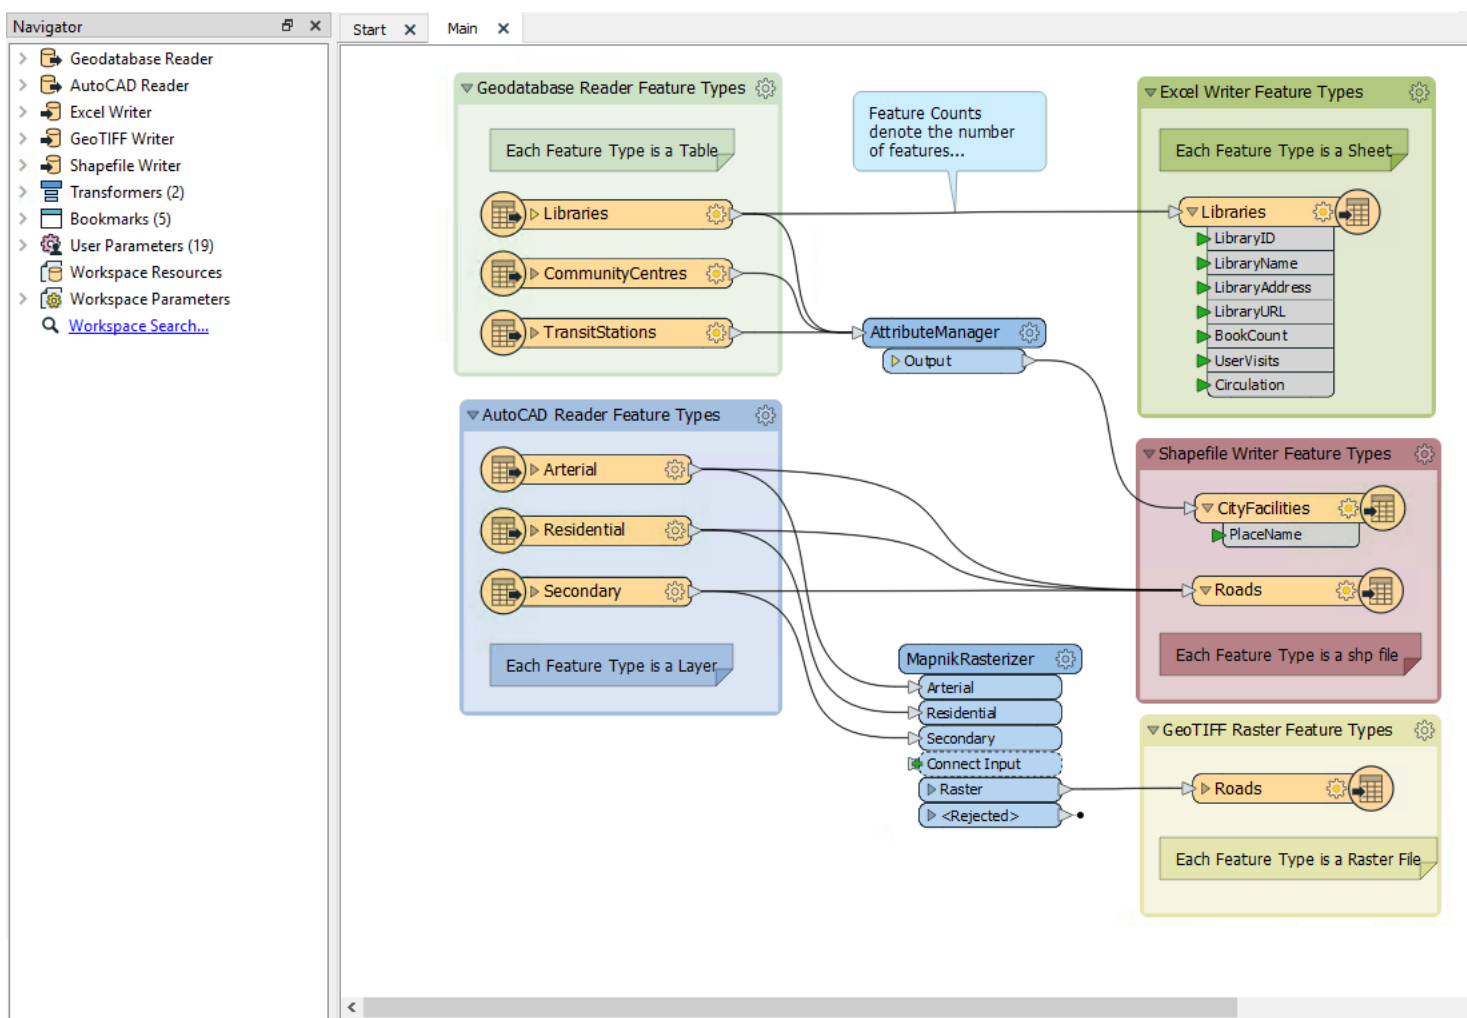 Navigator
Geodatabase Reader
AutoCAD Reader
Excel Writer
GeoTIFF Writer
Shapefile Writer
Transformers (2)
Bookmarks (5)
User Parameters (19)
Workspace Resources
Workspace Parameters
Workspace Search...
Start
Main
Geodatabase Reader Feature Types
Each Feature Type is a Table
Libraries
CommunityCentres
TransitStations
AutoCAD Reader Feature Types
Arterial
Residential
Secondary
Each Feature Type is a Layer
Feature Counts
denote the number
of features...
AttributeManager
Output
MapnikRasterizer
Arterial
Residential
Secondary
Connect Input
Raster
<Rejected>
Excel Writer Feature Types
Each Feature Type is a Sheet
Libraries
LibraryID
LibraryName
LibraryAddress
LibraryURL
BookCount
UserVisits
Circulation
Shapefile Writer Feature Types
CityFacilities
PlaceName
Roads
Each Feature Type is a shp file
GeoTIFF Raster Feature Types
Roads
Each Feature Type is a Raster File